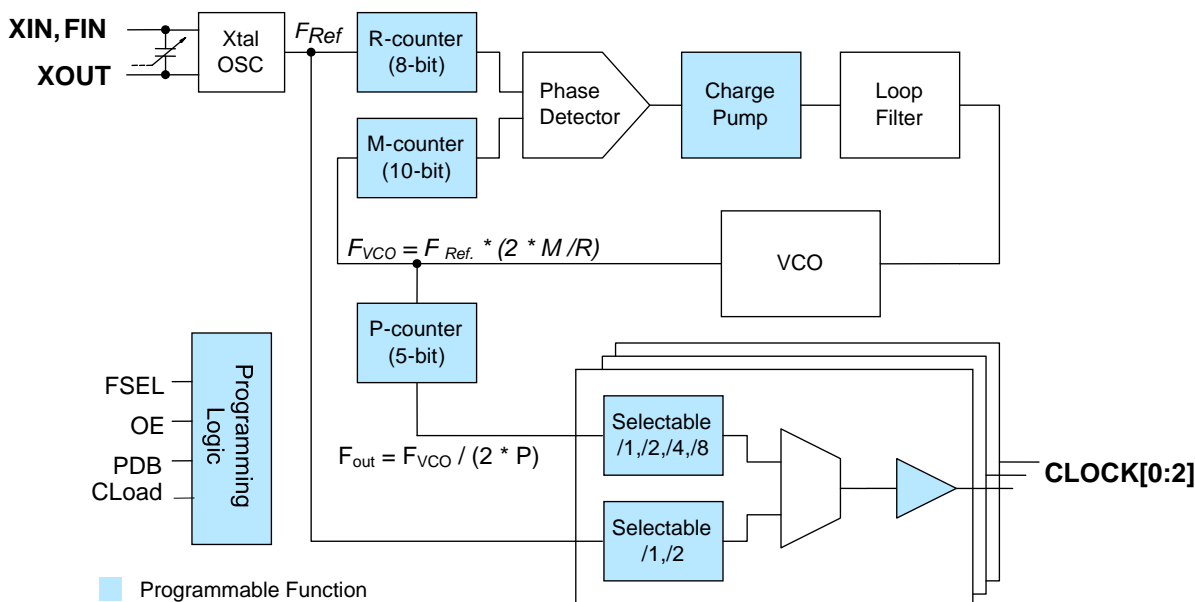 XIN, FIN
XOUT
Xtal
OSC
FRef
R-counter
(8-bit)
M-counter
(10-bit)
Phase
Detector
Charge
Pump
Loop
Filter
FVCO = F Ref. * (2 * M /R)
VCO
P-counter
(5-bit)
FSEL
OE
PDB
CLoad
Programming
Logic
Fout = FVCO / (2 * P)
Selectable
/1,/2,/4,/8
Selectable
/1,/2
CLOCK[0:2]
Programmable Function